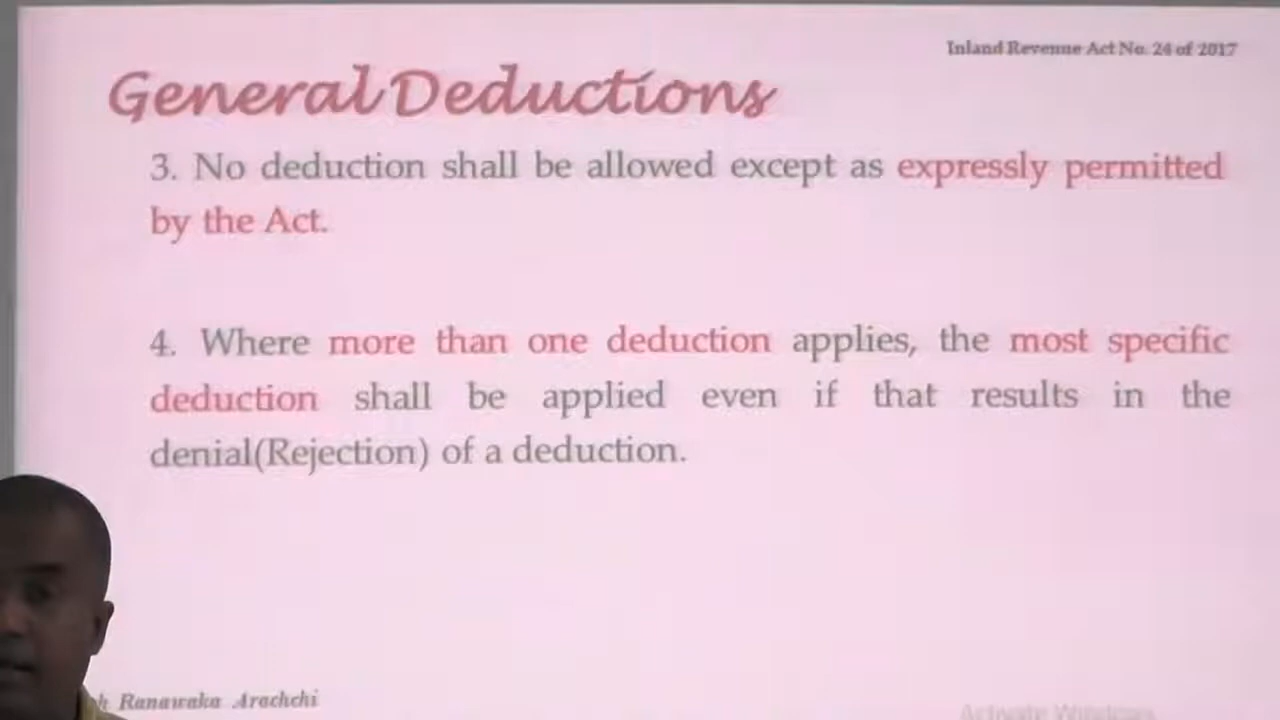 Inland Revenue Act No. 24 of 2017
General Deductions
3. No deduction shall be allowed except as expressly permitted
by the Act.
4. Where more than one deduction applies, the most specific
deduction shall be applied even if that results in the
denial(Rejection) of a deduction.
Ranawaka Arachchi
Activate Windows